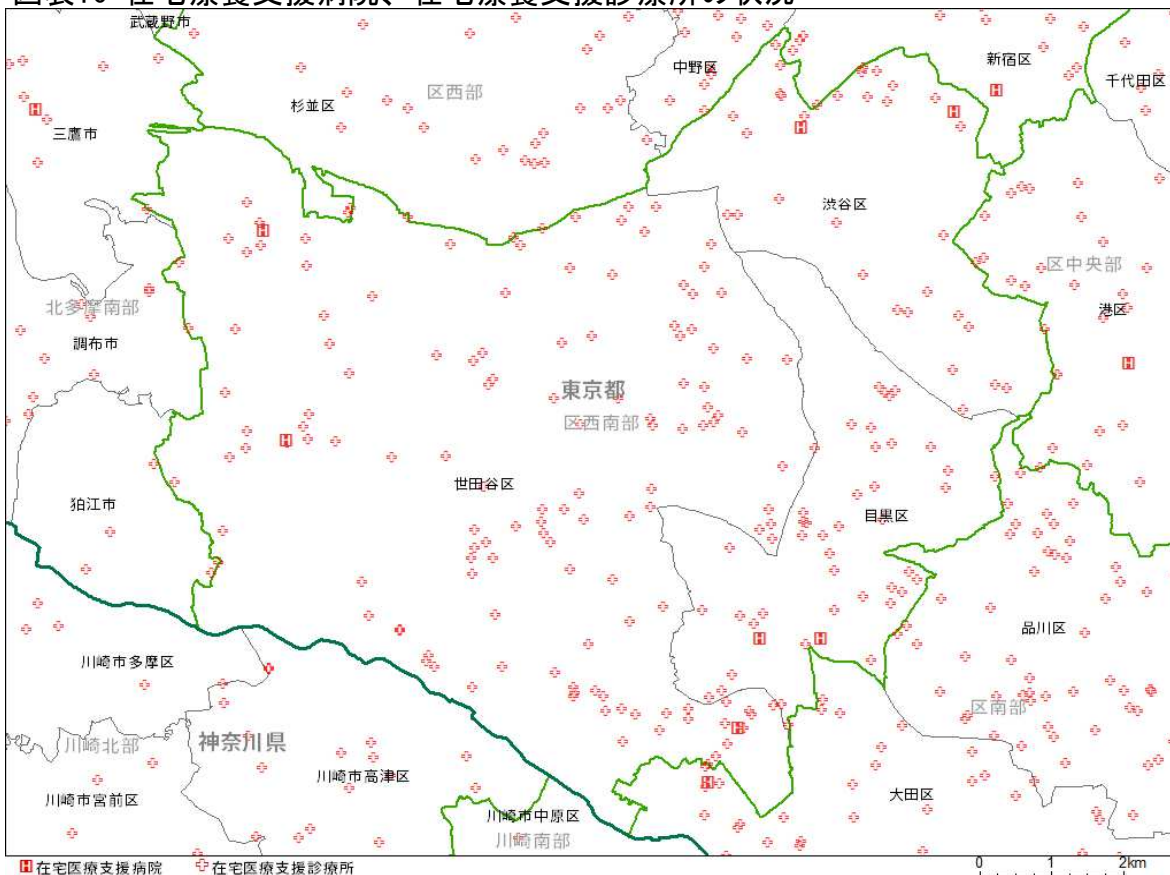 図表10 在宅療養支援病院、在宅療養支援診療所の状況
武蔵野市
中野区
新宿区
千代田区
杉並区
区西部
三鷹市
渋谷区
区中央部
北多摩南部
港区
調布市
東京都
区西南部
世田谷区
狛江市
目黒区
品川区
川崎市多摩区
区南部
川崎北部
神奈川県
川崎市高津区
川崎市宮前区
大田区
川崎市中原区
川崎南部
在宅医療支援病院 在宅医療支援診療所
0 1 2km